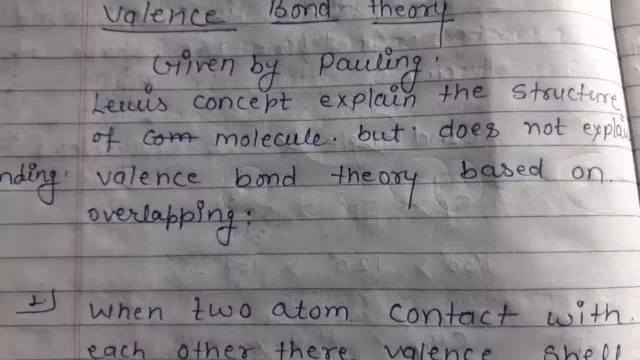 Valence Bond theory
Given by Pauling.
Lewis concept explain the structure
of com molecule. but does not explain
nding. valence bond theory based on
overlapping:
1) when two atom contact with
each other there valence shell